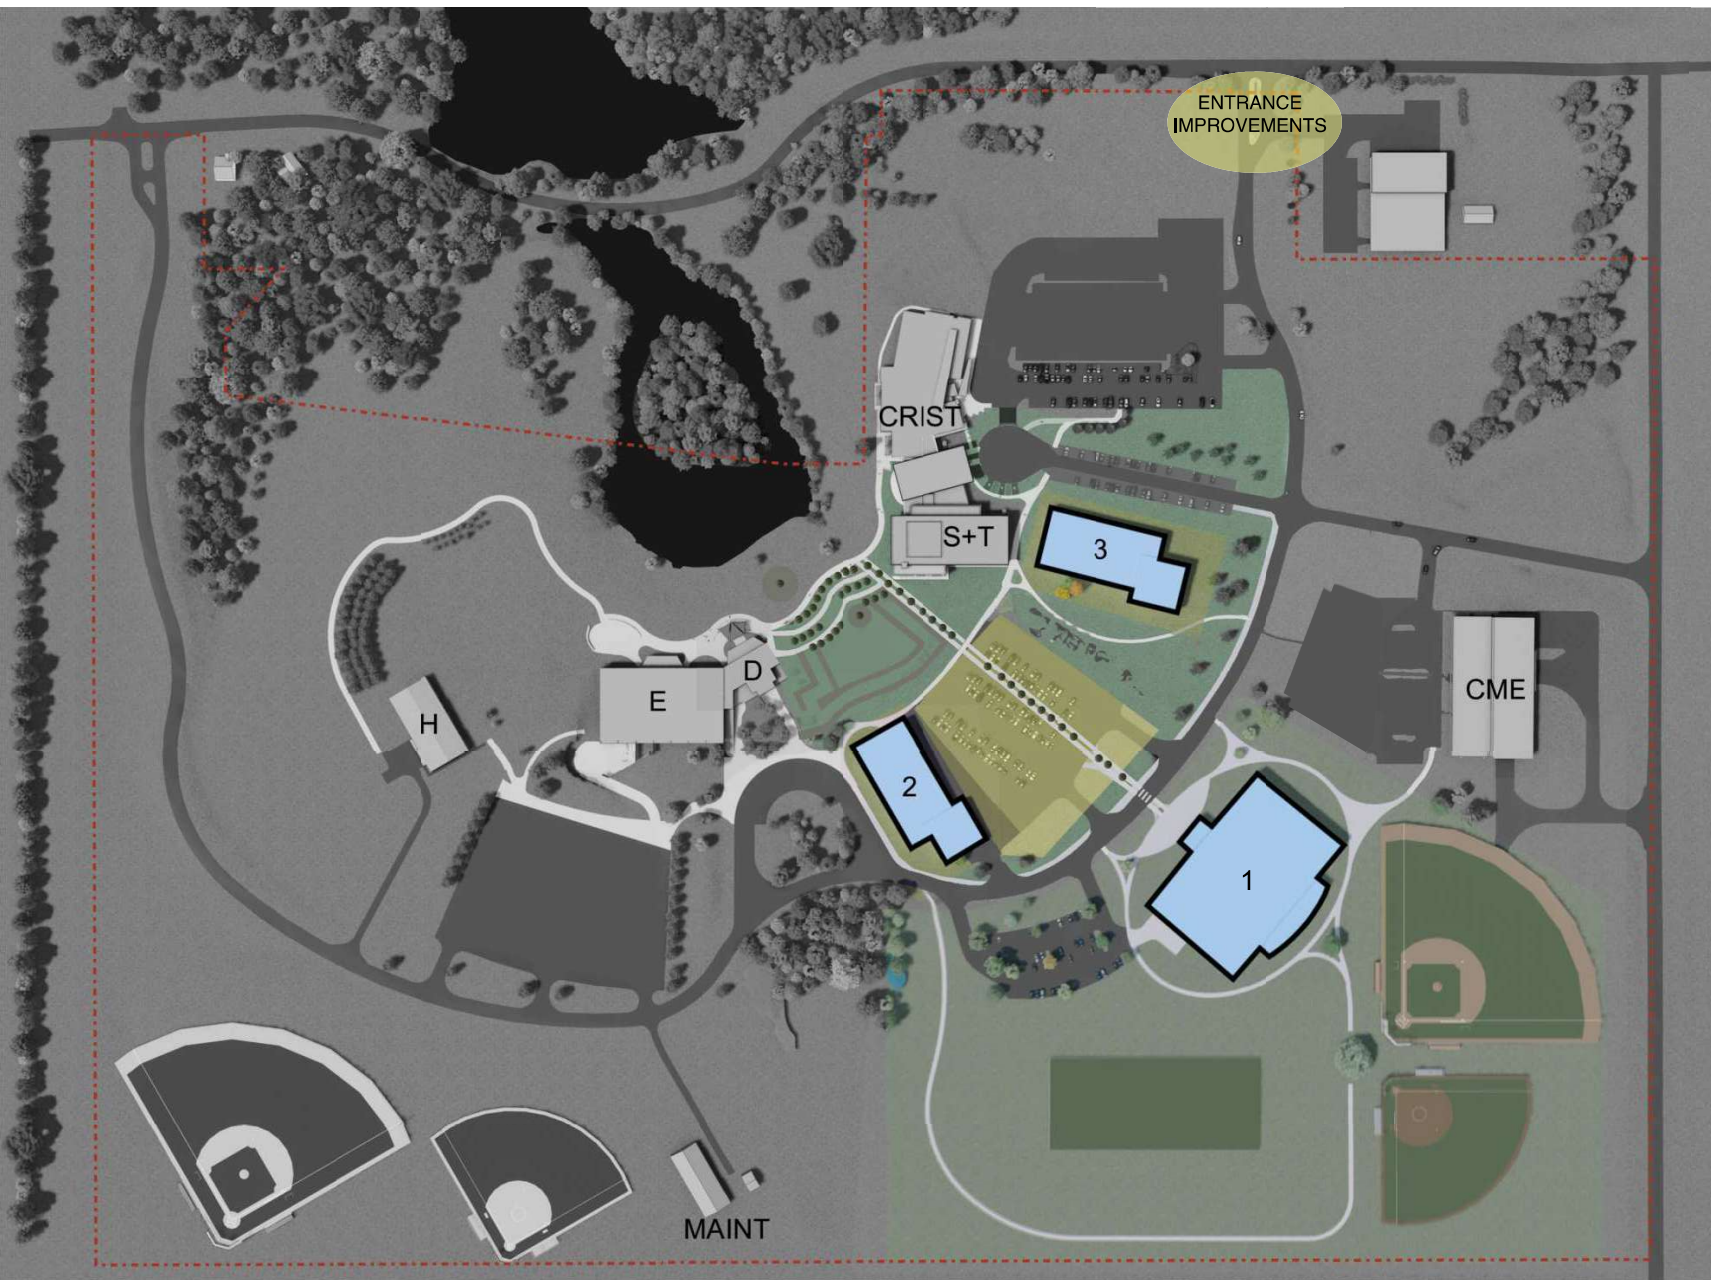 ENTRANCE
IMPROVEMENTS
CRIST
S+T
3
D
E
H
CME
2
1
MAINT